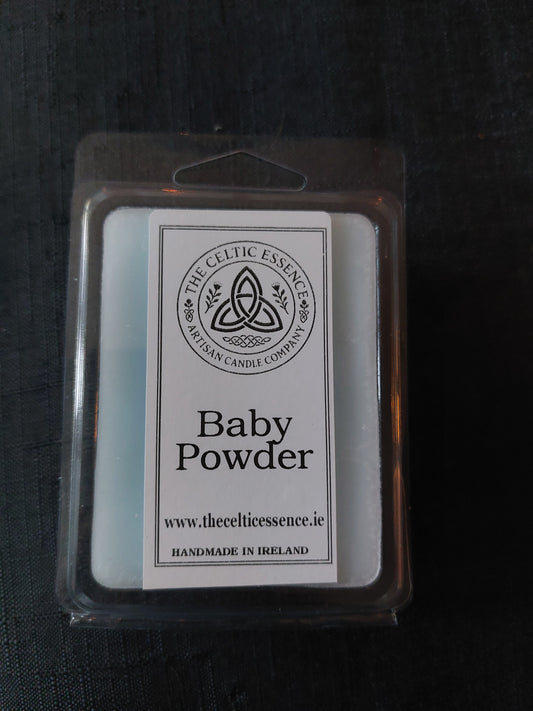 THE CELTIC ESSENCE
ARTISAN CANDLE COMPANY
Baby
Powder
www.thecelticessence.ie
HANDMADE IN IRELAND